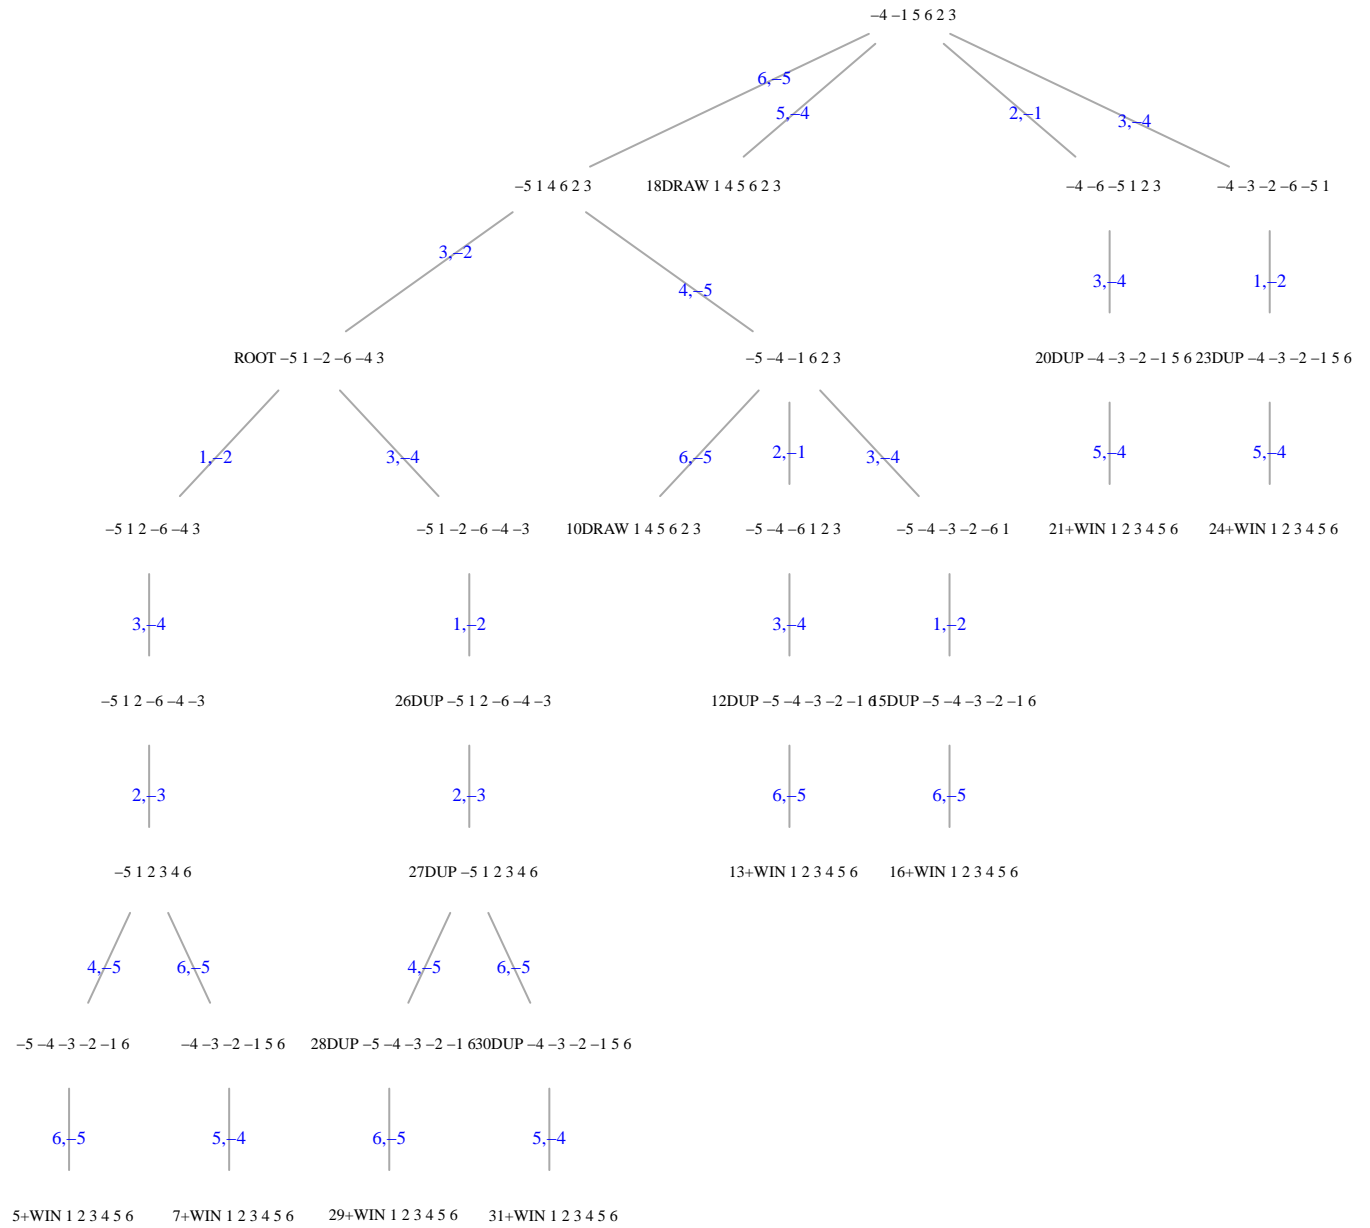 −4 −1 5 6 2 3
6,−5
5,−4
2,−1
3,−4
−5 1 4 6 2 3
18DRAW 1 4 5 6 2 3
−4 −6 −5 1 2 3
−4 −3 −2 −6 −5 1
3,−2
4,−5
3,−4
1,−2
ROOT −5 1 −2 −6 −4 3
−5 −4 −1 6 2 3
20DUP −4 −3 −2 −1 5 6
23DUP −4 −3 −2 −1 5 6
1,−2
3,−4
6,−5
2,−1
3,−4
5,−4
5,−4
−5 1 2 −6 −4 3
−5 1 −2 −6 −4 −3
10DRAW 1 4 5 6 2 3
−5 −4 −6 1 2 3
−5 −4 −3 −2 −6 1
21+WIN 1 2 3 4 5 6
24+WIN 1 2 3 4 5 6
3,−4
1,−2
3,−4
1,−2
−5 1 2 −6 −4 −3
26DUP −5 1 2 −6 −4 −3
12DUP −5 −4 −3 −2 −1 6
15DUP −5 −4 −3 −2 −1 6
2,−3
2,−3
6,−5
6,−5
−5 1 2 3 4 6
27DUP −5 1 2 3 4 6
13+WIN 1 2 3 4 5 6
16+WIN 1 2 3 4 5 6
4,−5
6,−5
4,−5
6,−5
−5 −4 −3 −2 −1 6
−4 −3 −2 −1 5 6
28DUP −5 −4 −3 −2 −1 6
30DUP −4 −3 −2 −1 5 6
6,−5
5,−4
6,−5
5,−4
5+WIN 1 2 3 4 5 6
7+WIN 1 2 3 4 5 6
29+WIN 1 2 3 4 5 6
31+WIN 1 2 3 4 5 6